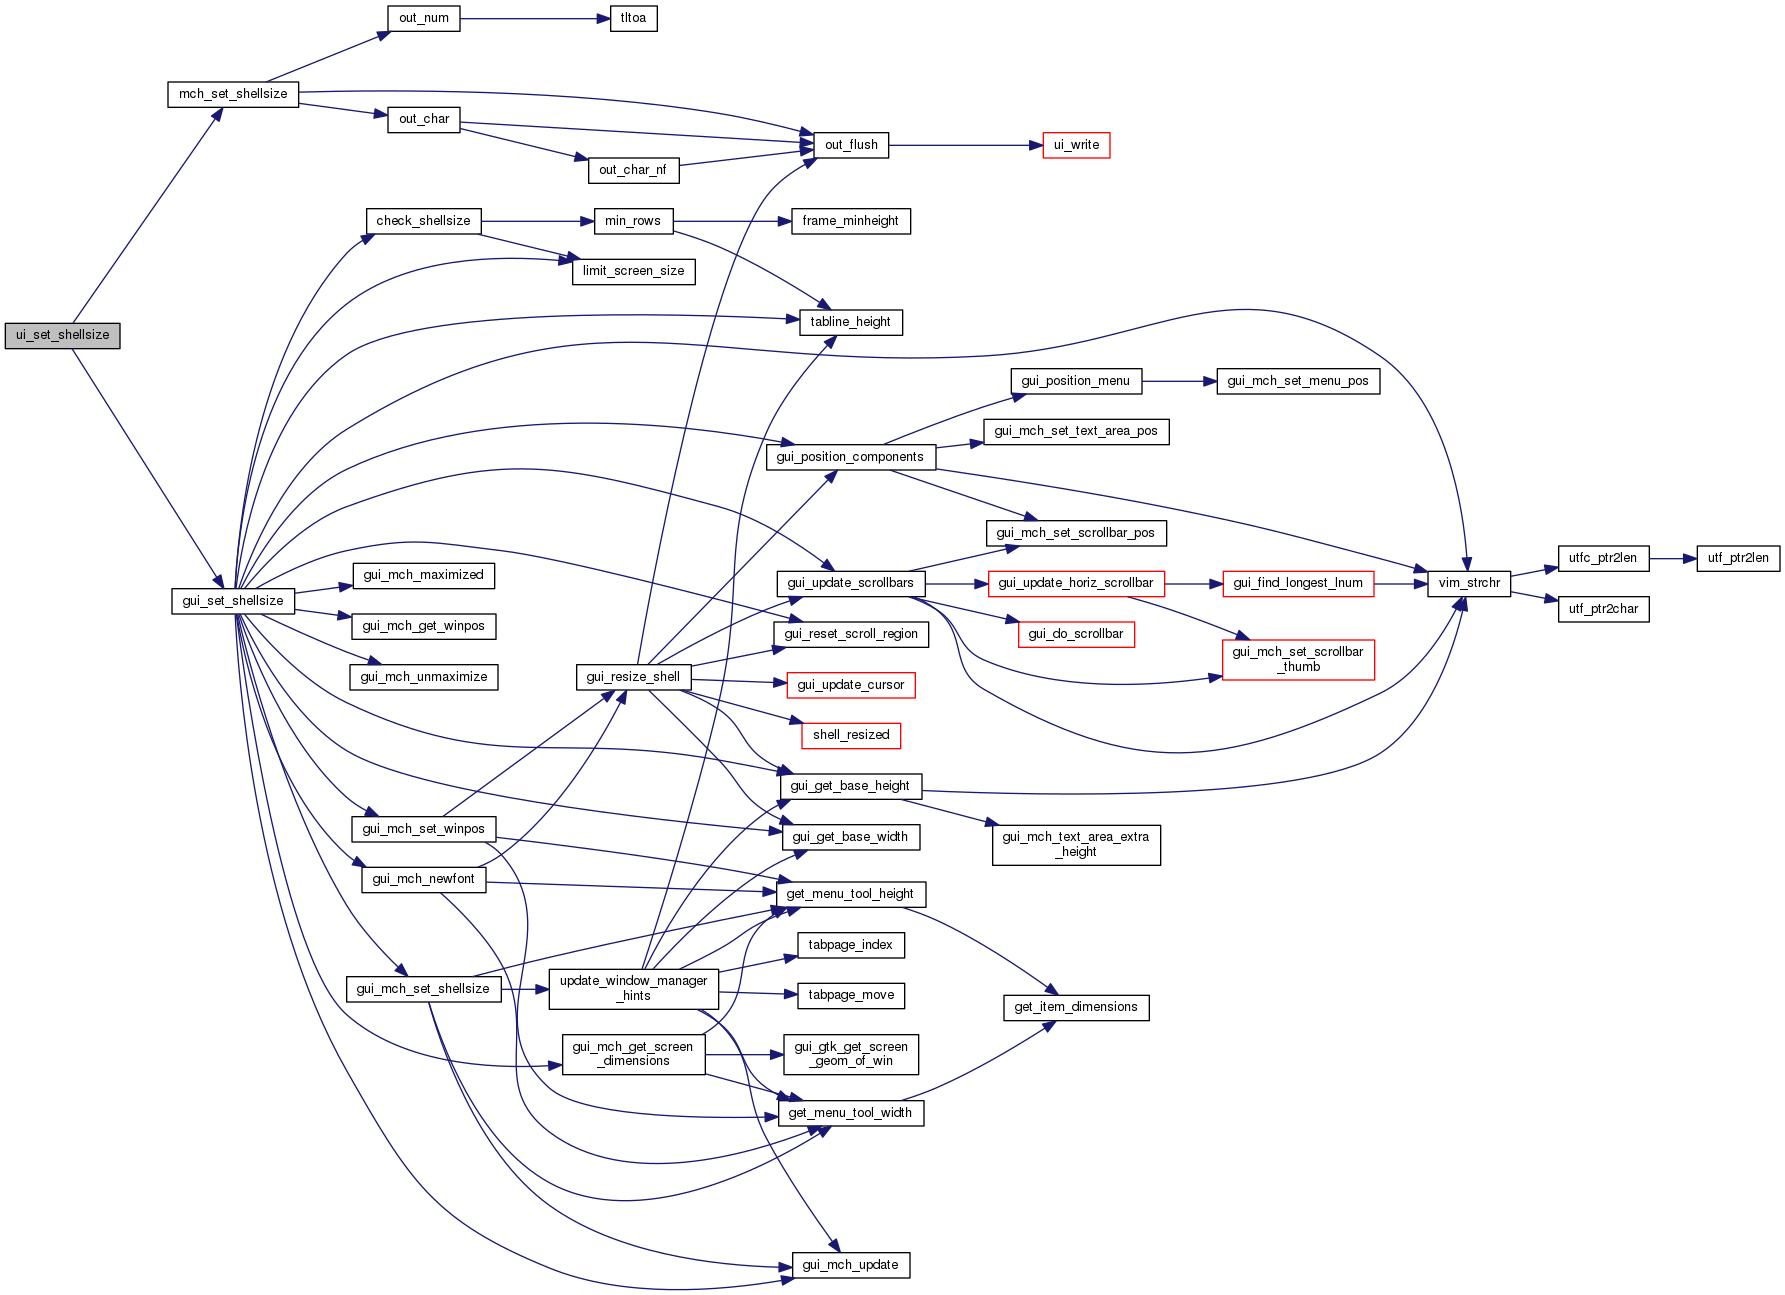 out_num
tltoa
mch_set_shellsize
out_char
out_flush
ui_write
out_char_nf
check_shellsize
min_rows
frame_minheight
limit_screen_size
ui_set_shellsize
tabline_height
gui_position_menu
gui_mch_set_menu_pos
gui_mch_set_text_area_pos
gui_position_components
gui_mch_set_scrollbar_pos
utfc_ptr2len
utf_ptr2len
gui_mch_maximized
gui_update_scrollbars
gui_update_horiz_scrollbar
gui_find_longest_lnum
vim_strchr
gui_set_shellsize
utf_ptr2char
gui_mch_get_winpos
gui_reset_scroll_region
gui_do_scrollbar
gui_mch_set_scrollbar
_thumb
gui_mch_unmaximize
gui_resize_shell
gui_update_cursor
shell_resized
gui_get_base_height
gui_mch_set_winpos
gui_get_base_width
gui_mch_text_area_extra
_height
gui_mch_newfont
get_menu_tool_height
tabpage_index
gui_mch_set_shellsize
update_window_manager
_hints
tabpage_move
get_item_dimensions
gui_mch_get_screen
_dimensions
gui_gtk_get_screen
_geom_of_win
get_menu_tool_width
gui_mch_update